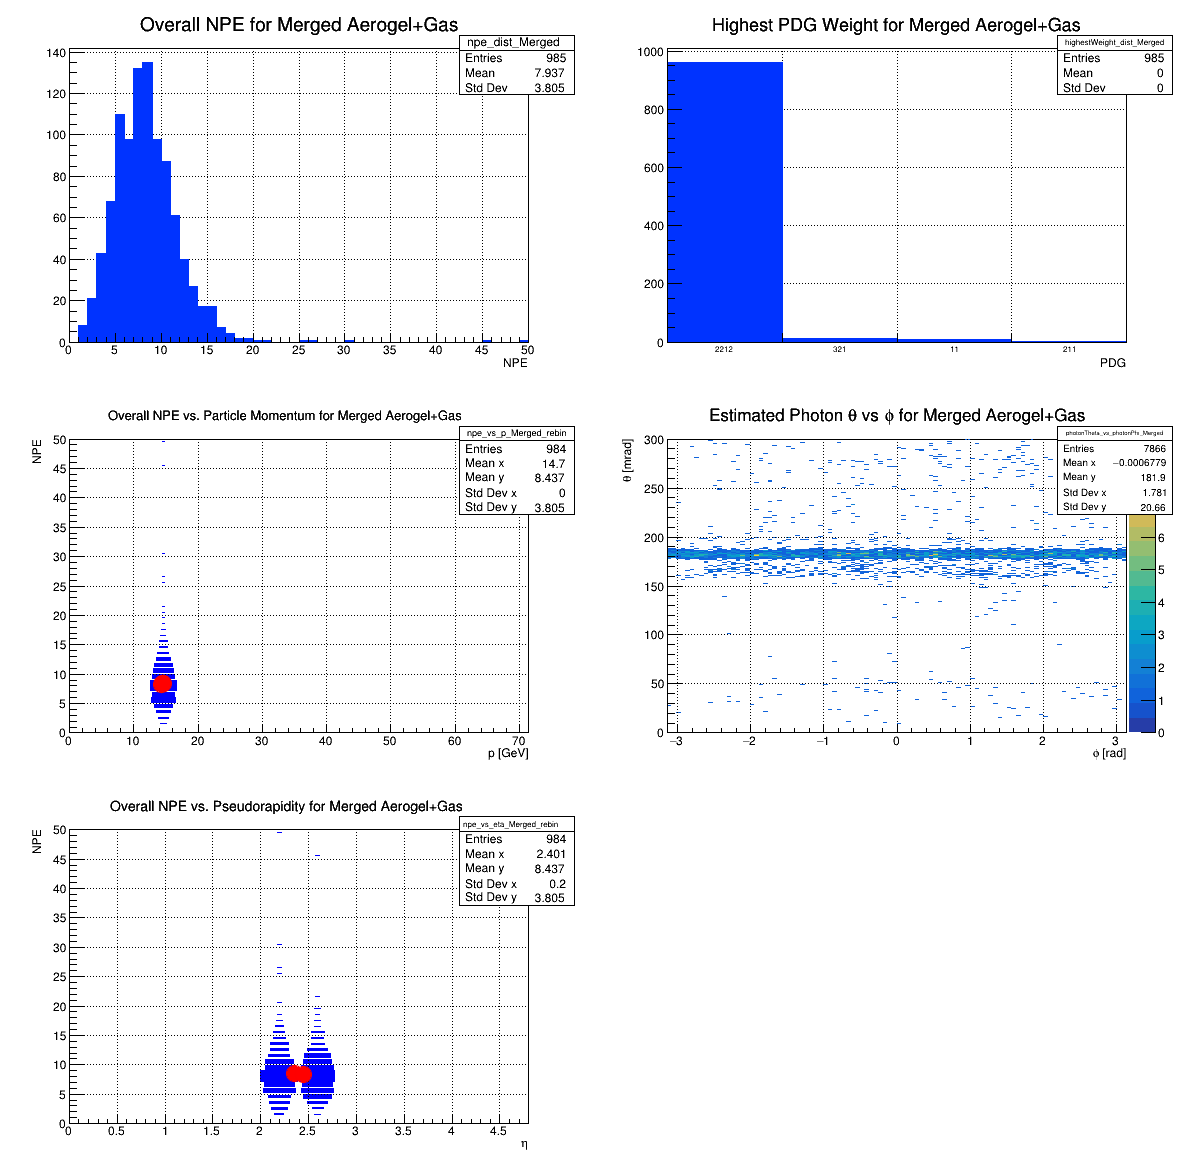 Overall NPE for Merged Aerogel+Gas
npe_dist_Merged
Entries 985
Mean 7.937
Std Dev 3.805
140
120
100
80
60
40
20
0
0 5 10 15 20 25 30 35 40 45 50
NPE
Highest PDG Weight for Merged Aerogel+Gas
highestWeight_dist_Merged
Entries 985
Mean 0
Std Dev 0
1000
800
600
400
200
0
2212 321 11 211
PDG
Overall NPE vs. Particle Momentum for Merged Aerogel+Gas
npe_vs_p_Merged_rebin
Entries 984
Mean x 14.7
Mean y 8.437
Std Dev x 0
Std Dev y 3.805
NPE
50
45
40
35
30
25
20
15
10
5
0
0 10 20 30 40 50 60 70
p [GeV]
Estimated Photon θ vs ϕ for Merged Aerogel+Gas
photonTheta_vs_photonPhi_Merged
Entries 7866
Mean x −0.0006779
Mean y 181.9
Std Dev x 1.781
Std Dev y 20.66
θ [mrad]
300
250
200
150
100
50
0
−3 −2 −1 0 1 2 3
ϕ [rad]
6
5
4
3
2
1
0
Overall NPE vs. Pseudorapidity for Merged Aerogel+Gas
npe_vs_eta_Merged_rebin
Entries 984
Mean x 2.401
Mean y 8.437
Std Dev x 0.2
Std Dev y 3.805
NPE
50
45
40
35
30
25
20
15
10
5
0
0 0.5 1 1.5 2 2.5 3 3.5 4 4.5
η